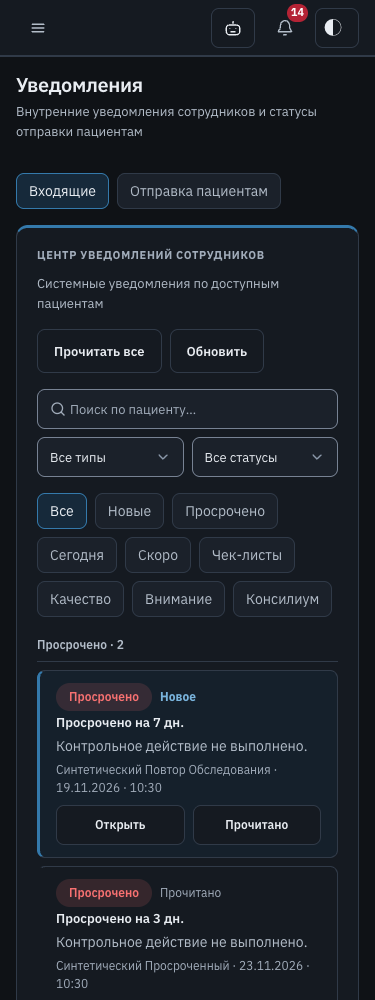 14
Уведомления
Внутренние уведомления сотрудников и статусы
отправки пациентам
Входящие
Отправка пациентам
ЦЕНТР УВЕДОМЛЕНИЙ СОТРУДНИКОВ
Системные уведомления по доступным
пациентам
Прочитать все
Обновить
Поиск по пациенту...
Все типы
Все статусы
Все
Новые
Просрочено
Сегодня
Скоро
Чек-листы
Качество
Внимание
Консилиум
Просрочено · 2
Просрочено
Новое
Просрочено на 7 дн.
Контрольное действие не выполнено.
Синтетический Повтор Обследования ·
19.11.2026 · 10:30
Открыть
Прочитано
Просрочено
Прочитано
Просрочено на 3 дн.
Контрольное действие не выполнено.
Синтетический Просроченный · 23.11.2026 ·
10:30